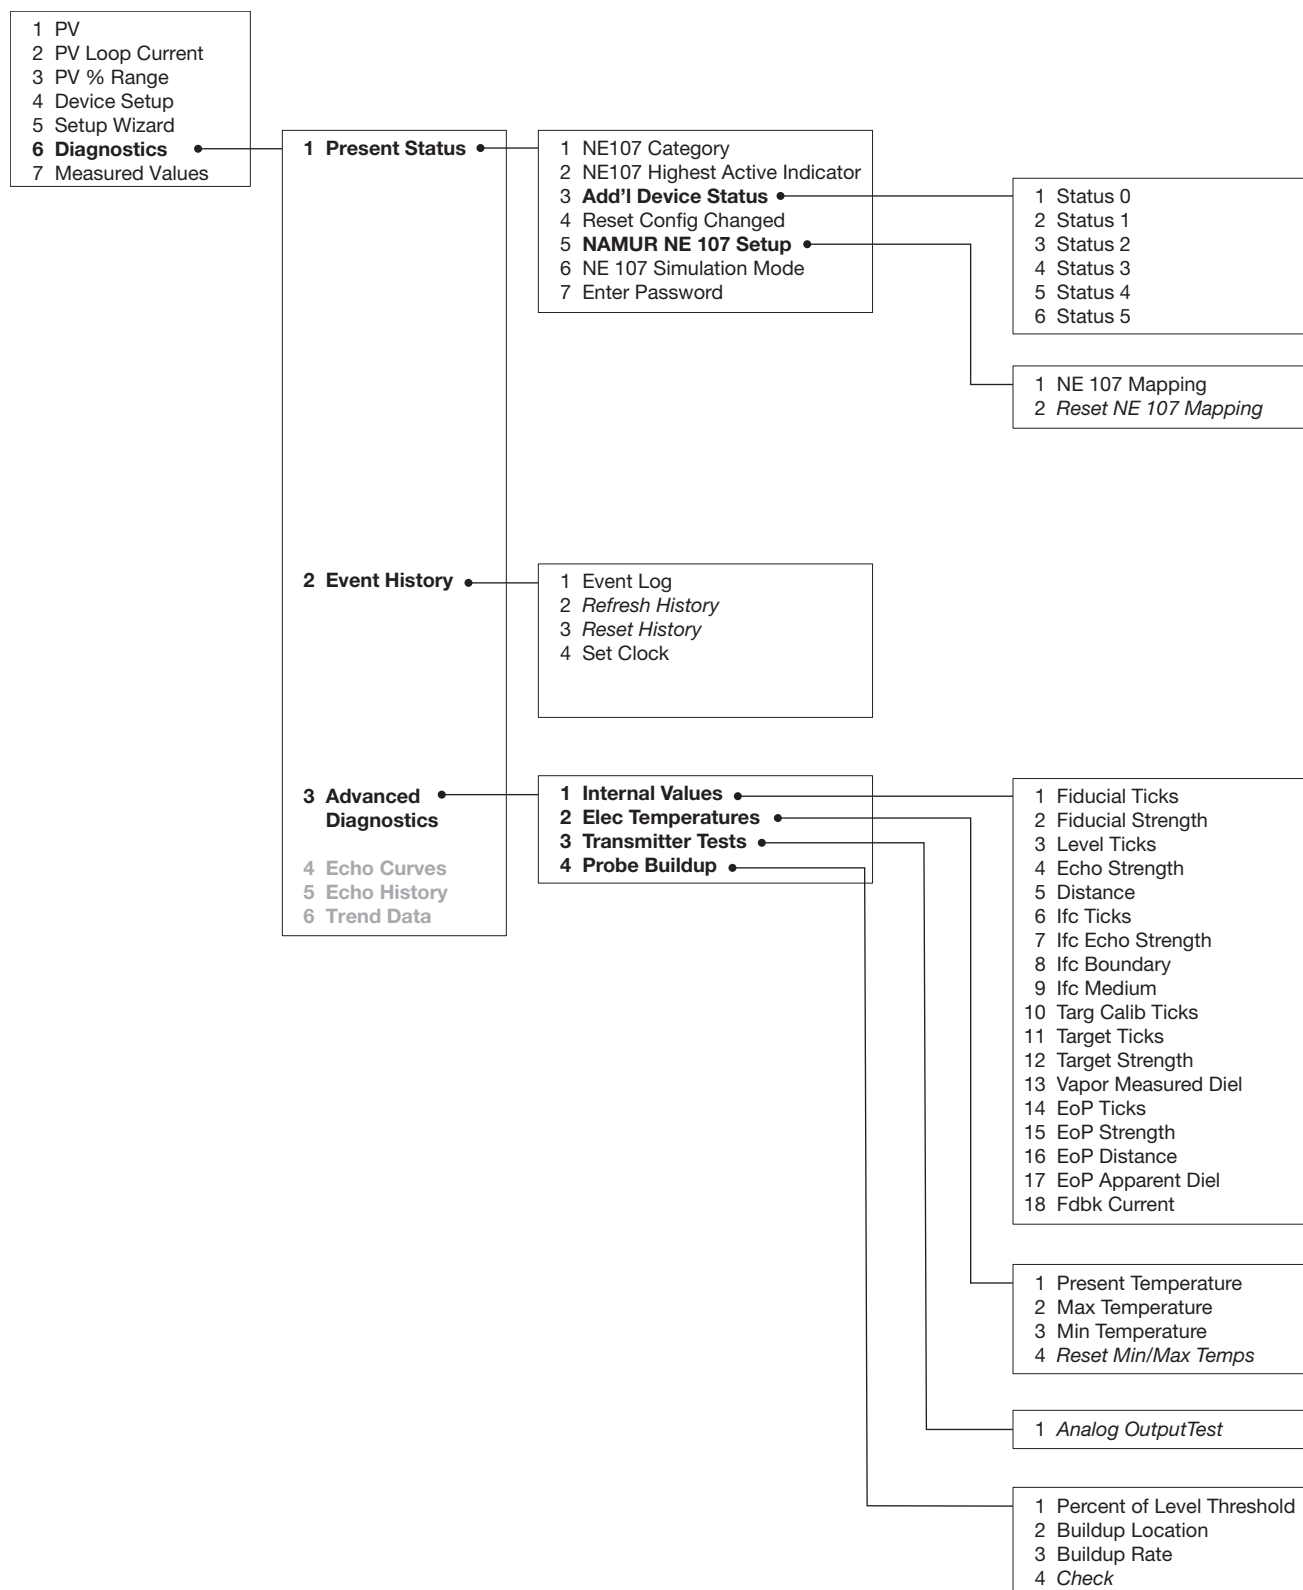 1 PV
2 PV Loop Current
3 PV % Range
4 Device Setup
5 Setup Wizard
6 Diagnostics
7 Measured Values
1 Present Status
2 Event History
3 Advanced
Diagnostics
4 Echo Curves
5 Echo History
6 Trend Data
1 NE107 Category
2 NE107 Highest Active Indicator
3 Add'l Device Status
4 Reset Config Changed
5 NAMUR NE 107 Setup
6 NE 107 Simulation Mode
7 Enter Password
1 Status 0
2 Status 1
3 Status 2
4 Status 3
5 Status 4
6 Status 5
1 NE 107 Mapping
2 Reset NE 107 Mapping
1 Event Log
2 Refresh History
3 Reset History
4 Set Clock
1 Internal Values
2 Elec Temperatures
3 Transmitter Tests
4 Probe Buildup
1 Fiducial Ticks
2 Fiducial Strength
3 Level Ticks
4 Echo Strength
5 Distance
6 Ifc Ticks
7 Ifc Echo Strength
8 Ifc Boundary
9 Ifc Medium
10 Targ Calib Ticks
11 Target Ticks
12 Target Strength
13 Vapor Measured Diel
14 EoP Ticks
15 EoP Strength
16 EoP Distance
17 EoP Apparent Diel
18 Fdbk Current
1 Present Temperature
2 Max Temperature
3 Min Temperature
4 Reset Min/Max Temps
1 Analog OutputTest
1 Percent of Level Threshold
2 Buildup Location
3 Buildup Rate
4 Check